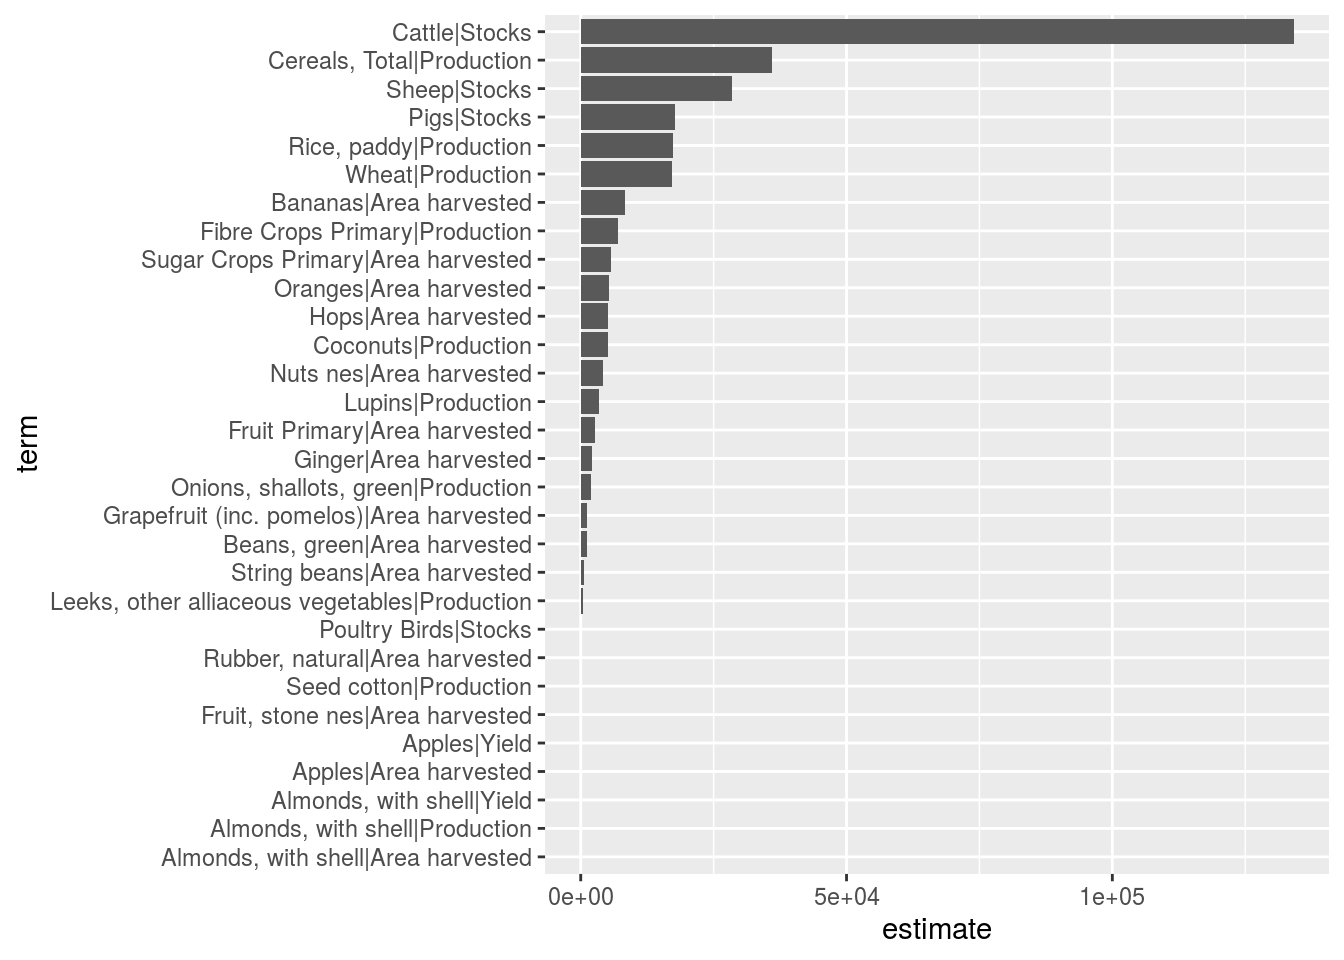 Cattle|Stocks
Cereals, Total|Production
Sheep|Stocks
Pigs|Stocks
Rice, paddy|Production
Wheat|Production
Bananas|Area harvested
Fibre Crops Primary|Production
Sugar Crops Primary|Area harvested
Oranges|Area harvested
Hops|Area harvested
Coconuts|Production
Nuts nes|Area harvested
Lupins|Production
Fruit Primary|Area harvested
Ginger|Area harvested
Onions, shallots, green|Production
Grapefruit (inc. pomelos)|Area harvested
Beans, green|Area harvested
String beans|Area harvested
Leeks, other alliaceous vegetables|Production
Poultry Birds|Stocks
Rubber, natural|Area harvested
Seed cotton|Production
Fruit, stone nes|Area harvested
Apples|Yield
Apples|Area harvested
Almonds, with shell|Yield
Almonds, with shell|Production
Almonds, with shell|Area harvested
term
0e+00 5e+04 1e+05
estimate